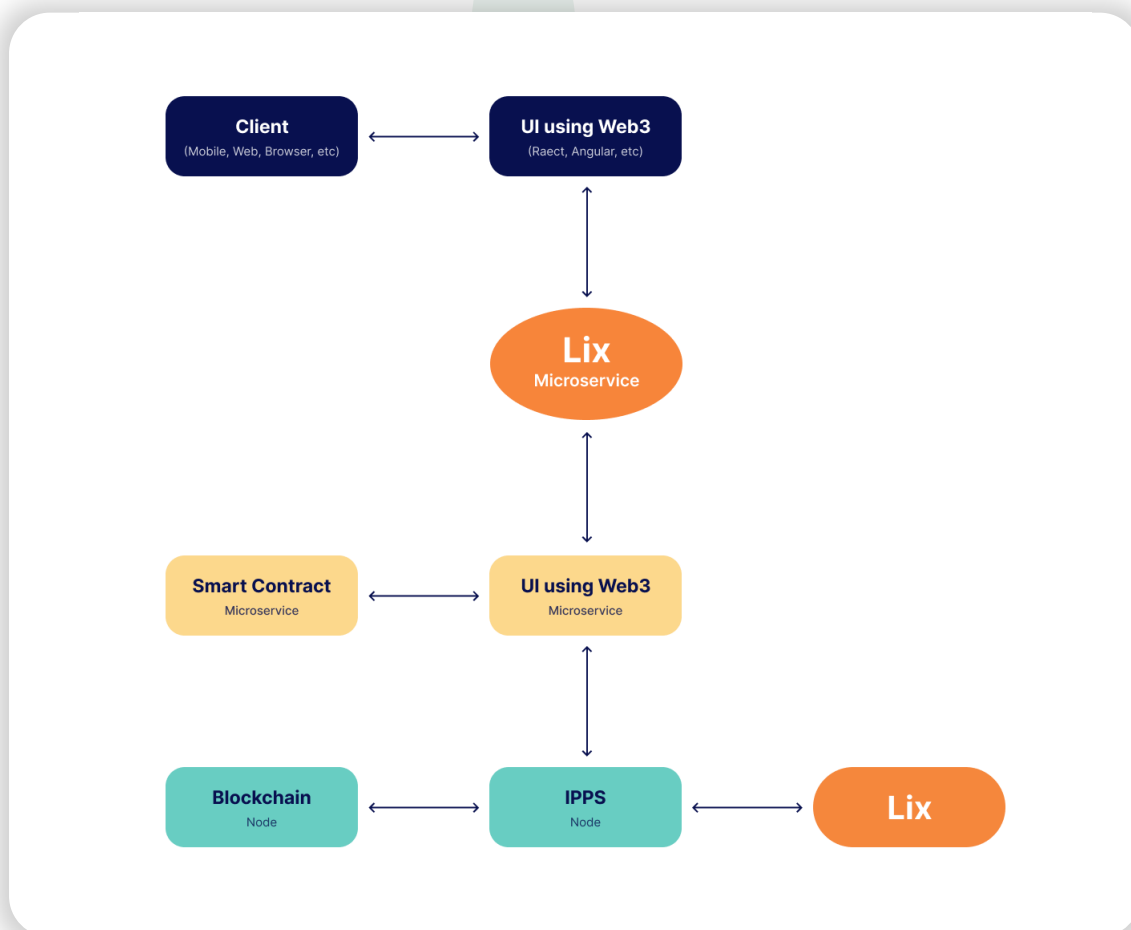 Client
(Mobile, Web, Browser, etc)
UI using Web3
(Raect, Angular, etc)
Lix
Microservice
Smart Contract
Microservice
UI using Web3
Microservice
Blockchain
Node
IPPS
Node
Lix